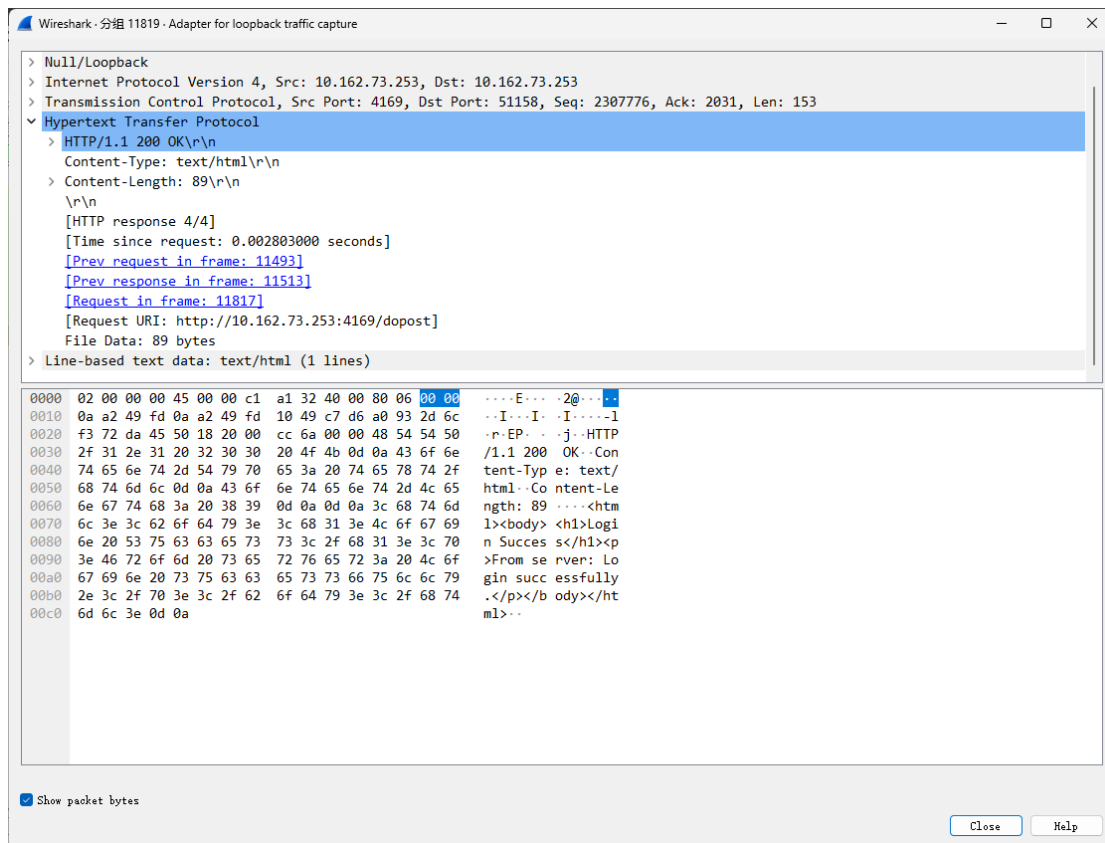 Wireshark · 分组 11819 · Adapter for loopback traffic capture
> Null/Loopback
> Internet Protocol Version 4, Src: 10.162.73.253, Dst: 10.162.73.253
> Transmission Control Protocol, Src Port: 4169, Dst Port: 51158, Seq: 2307776, Ack: 2031, Len: 153
Hypertext Transfer Protocol
> HTTP/1.1 200 OK\r\n
Content-Type: text/html\r\n
> Content-Length: 89\r\n
\r\n
[HTTP response 4/4]
[Time since request: 0.002803000 seconds]
[Prev request in frame: 11493]
[Prev response in frame: 11513]
[Request in frame: 11817]
[Request URI: http://10.162.73.253:4169/dopost]
File Data: 89 bytes
> Line-based text data: text/html (1 lines)
0000 02 00 00 00 45 00 00 c1 a1 32 40 00 80 06 00 00 ····E··· ·2@·····
0010 0a a2 49 fd 0a a2 49 fd 10 49 c7 d6 a0 93 2d 6c ··I···I· ·I····-l
0020 f3 72 da 45 50 18 20 00 cc 6a 00 00 48 54 54 50 ·r·EP· · ·j··HTTP
0030 2f 31 2e 31 20 32 30 30 20 4f 4b 0d 0a 43 6f 6e /1.1 200 OK··Con
0040 74 65 6e 74 2d 54 79 70 65 3a 20 74 65 78 74 2f tent-Typ e: text/
0050 68 74 6d 6c 0d 0a 43 6f 6e 74 65 6e 74 2d 4c 65 html··Co ntent-Le
0060 6e 67 74 68 3a 20 38 39 0d 0a 0d 0a 3c 68 74 6d ngth: 89 ····<htm
0070 6c 3e 3c 62 6f 64 79 3e 3c 68 31 3e 4c 6f 67 69 l><body> <h1>Logi
0080 6e 20 53 75 63 63 65 73 73 3c 2f 68 31 3e 3c 70 n Succes s</h1><p
0090 3e 46 72 6f 6d 20 73 65 72 76 65 72 3a 20 4c 6f >From se rver: Lo
00a0 67 69 6e 20 73 75 63 63 65 73 73 66 75 6c 6c 79 gin succ essfully
00b0 2e 3c 2f 70 3e 3c 2f 62 6f 64 79 3e 3c 2f 68 74 .</p></b ody></ht
00c0 6d 6c 3e 0d 0a ml>··
Show packet bytes
Close Help